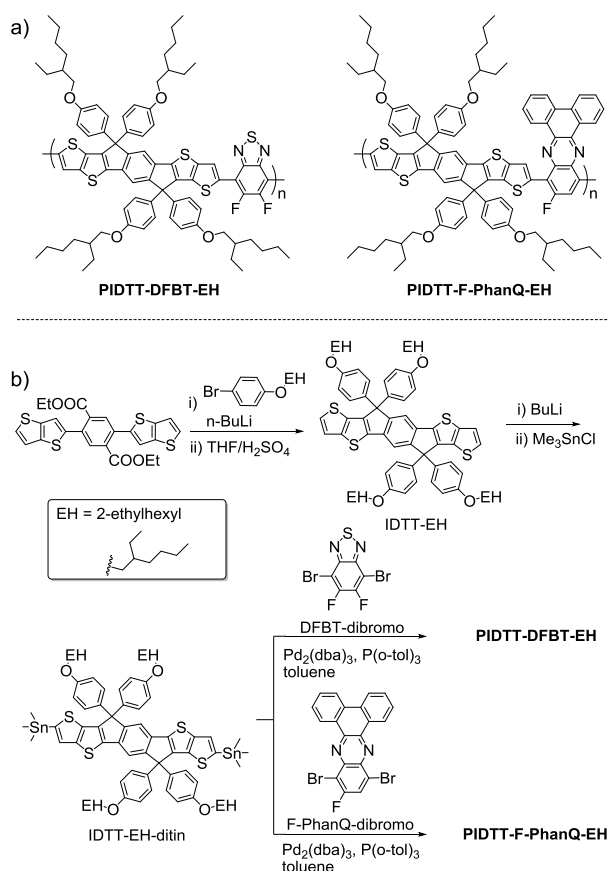 a)
O
O
O
O
S
S
S
S
N
S
N
F
F
n
PIDTT-DFBT-EH
O
O
O
O
S
S
S
S
N
N
F
n
PIDTT-F-PhanQ-EH
b)
EtOOC
S
S
S
S
COOEt
i)
Br
EH
O
n-BuLi
ii) THF/H2SO4
EH
O
EH
O
S
S
S
S
EH
O
O
EH
IDTT-EH
i) BuLi
ii) Me3SnCl
EH = 2-ethylhexyl
S
N
N
Br
Br
F
F
DFBT-dibromo
Pd2(dba)3, P(o-tol)3
toluene
PIDTT-DFBT-EH
EH
O
EH
O
Sn
S
S
S
S
Sn
EH
O
O
EH
IDTT-EH-ditin
N
N
Br
Br
F
F-PhanQ-dibromo
Pd2(dba)3, P(o-tol)3
toluene
PIDTT-F-PhanQ-EH